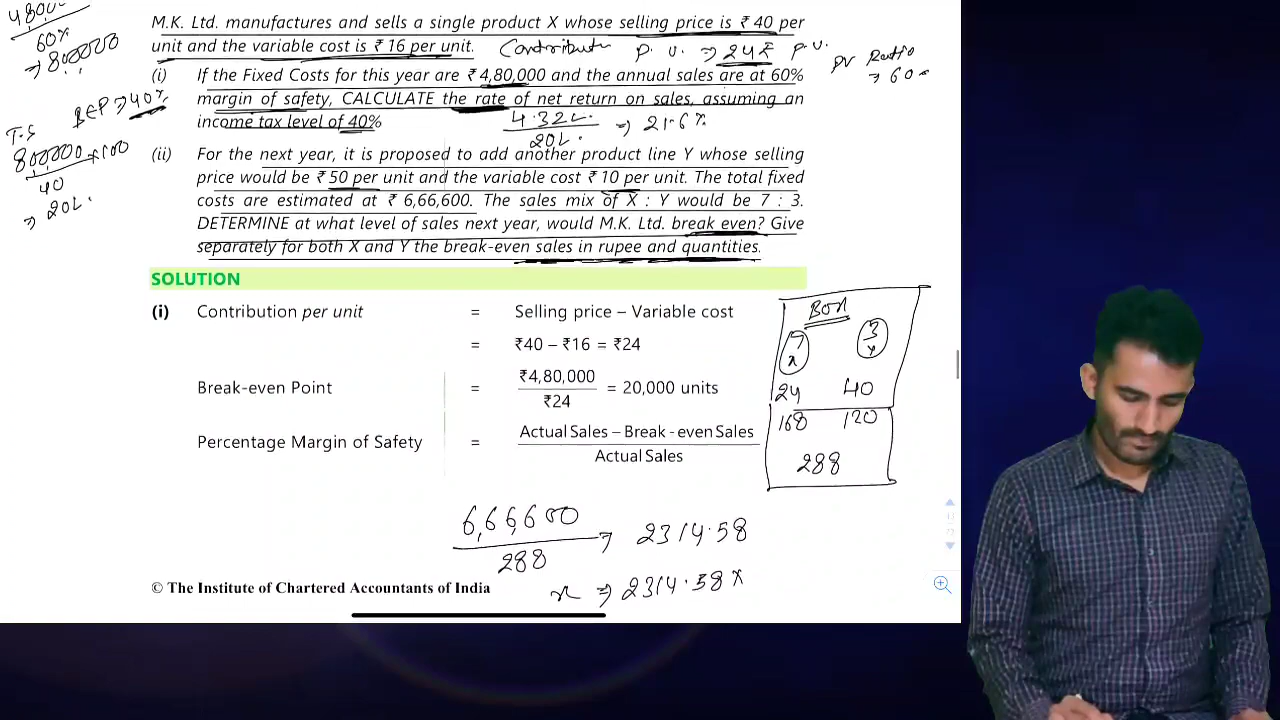 M.K. Ltd. manufactures and sells a single product X whose selling price is ₹ 40 per
unit and the variable cost is ₹ 16 per unit.
P. U. ⇒ 24₹ P. U.
PV Ratio
⇒ 60%
60%
⇒ 800000
(i) If the Fixed Costs for this year are ₹ 4,80,000 and the annual sales are at 60%
margin of safety, CALCULATE the rate of net return on sales, assuming an
income tax level of 40%
4.32L.
20L.
⇒ 21.6%
BEP ⇒ 40%
T.S
800,000 × 100
40
⇒ 20L.
(ii) For the next year, it is proposed to add another product line Y whose selling
price would be ₹ 50 per unit and the variable cost ₹ 10 per unit. The total fixed
costs are estimated at ₹ 6,66,600. The sales mix of X : Y would be 7 : 3.
DETERMINE at what level of sales next year, would M.K. Ltd. break even? Give
separately for both X and Y the break-even sales in rupee and quantities.
SOLUTION
(i) Contribution per unit = Selling price – Variable cost
= ₹40 – ₹16 = ₹24
Break-even Point = ₹4,80,000
₹24
= 20,000 units
Percentage Margin of Safety = Actual Sales – Break - even Sales
Actual Sales
Box
7 3
x Y
24 40
168 120
288
6,66,600
288
⇒ 2314.58
x ⇒ 2314.58 x
© The Institute of Chartered Accountants of India